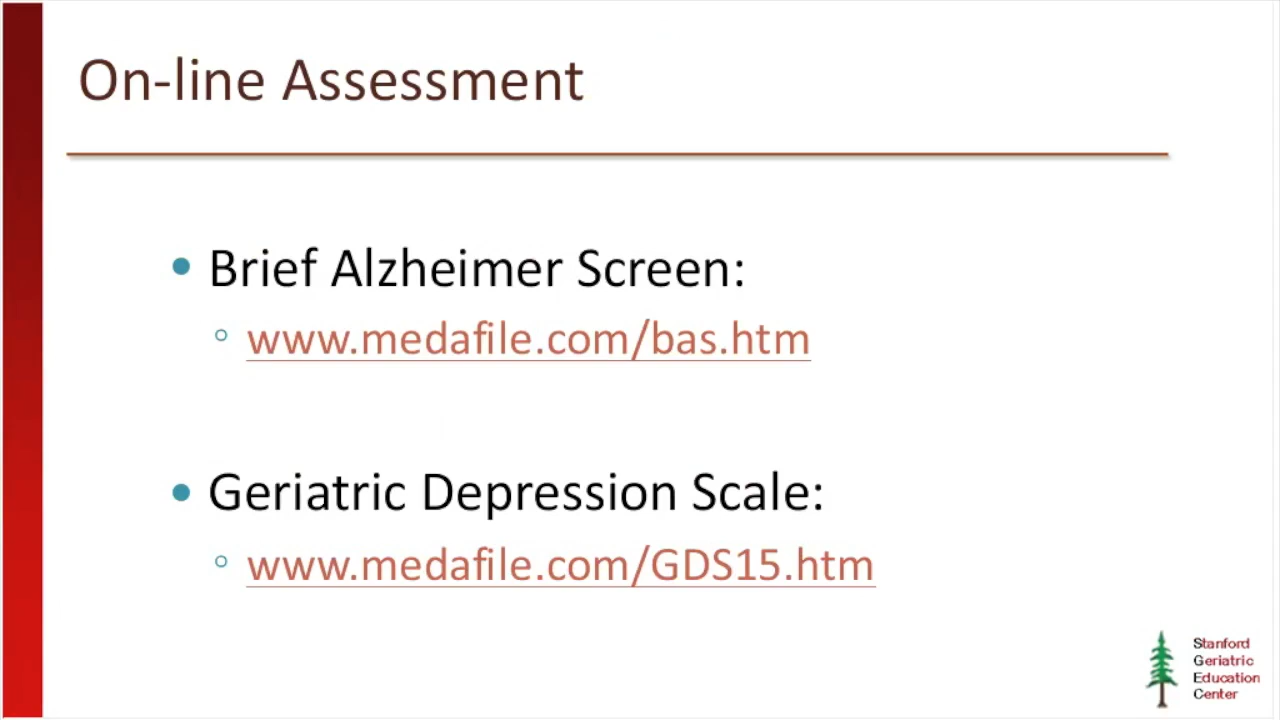 On-line Assessment
Brief Alzheimer Screen:
www.medafile.com/bas.htm
Geriatric Depression Scale:
www.medafile.com/GDS15.htm
Stanford
Geriatric
Education
Center